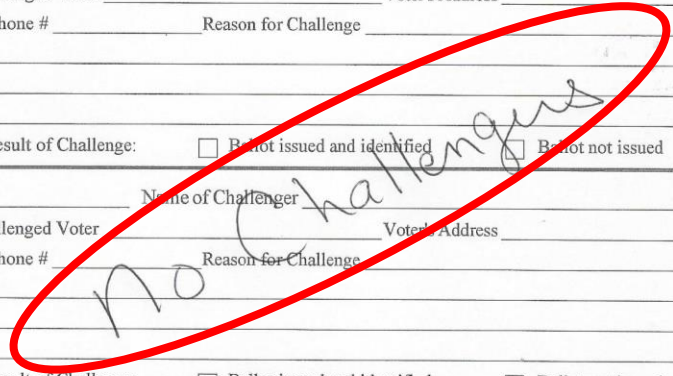 hone # Reason for Challenge
esult of Challenge: ☐ Ballot issued and identified ☐ Ballot not issued
Name of Challenger
llenged Voter Voter's Address
hone # Reason for Challenge
No Challengers